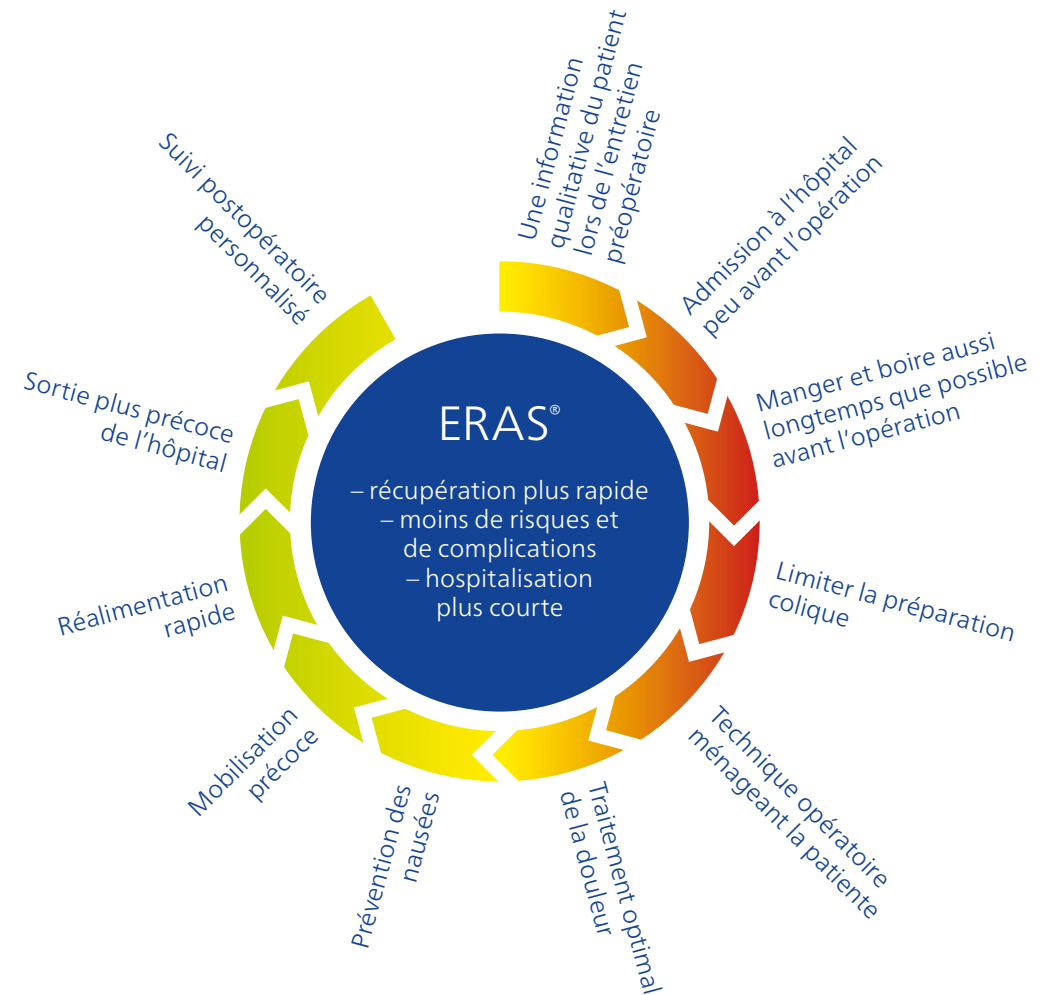 ERAS®
– récupération plus rapide
– moins de risques et
de complications
– hospitalisation
plus courte
Une information
qualitative du patient
lors de l’entretien
préopératoire
Admission à l’hôpital
peu avant l’opération
Manger et boire aussi
longtemps que possible
avant l’opération
Limiter la préparation
colique
Technique opératoire
ménageant la patiente
Traitement optimal
de la douleur
Prévention des
nausées
Mobilisation
précoce
Réalimentation
rapide
Sortie plus précoce
de l’hôpital
Suivi postopératoire
personnalisé